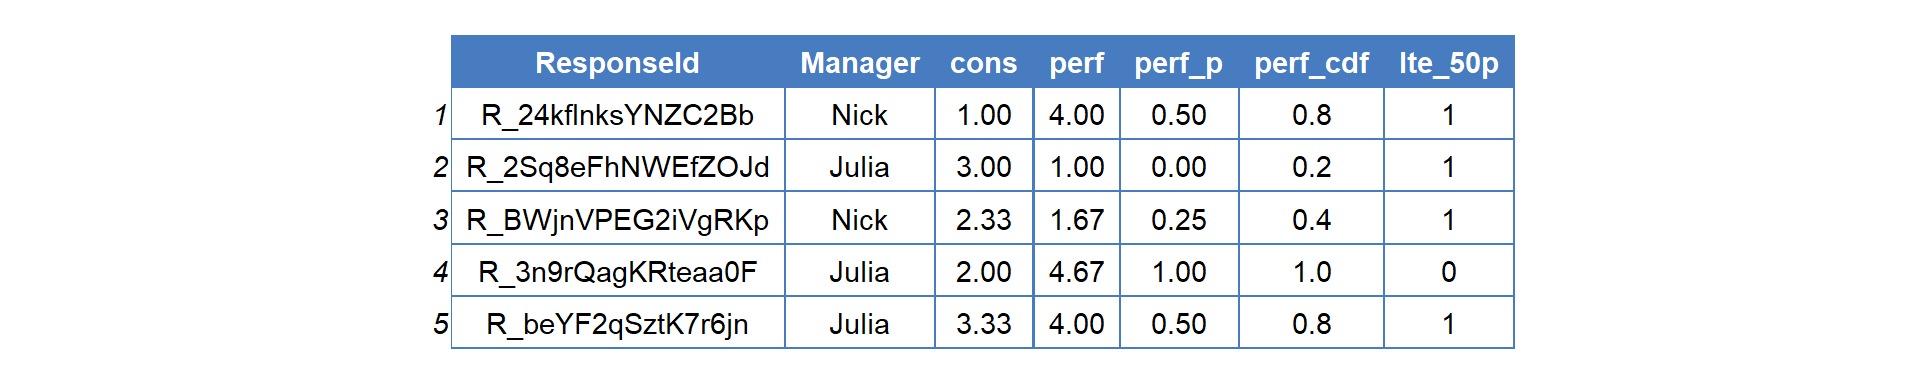 ResponseId Manager cons perf perf_p perf_cdf lte_50p
1 R_24kflnksYNZC2Bb Nick 1.00 4.00 0.50 0.8 1
2 R_2Sq8eFhNWEfZOJd Julia 3.00 1.00 0.00 0.2 1
3 R_BWjnVPEG2iVgRKp Nick 2.33 1.67 0.25 0.4 1
4 R_3n9rQagKRteaa0F Julia 2.00 4.67 1.00 1.0 0
5 R_beYF2qSztK7r6jn Julia 3.33 4.00 0.50 0.8 1